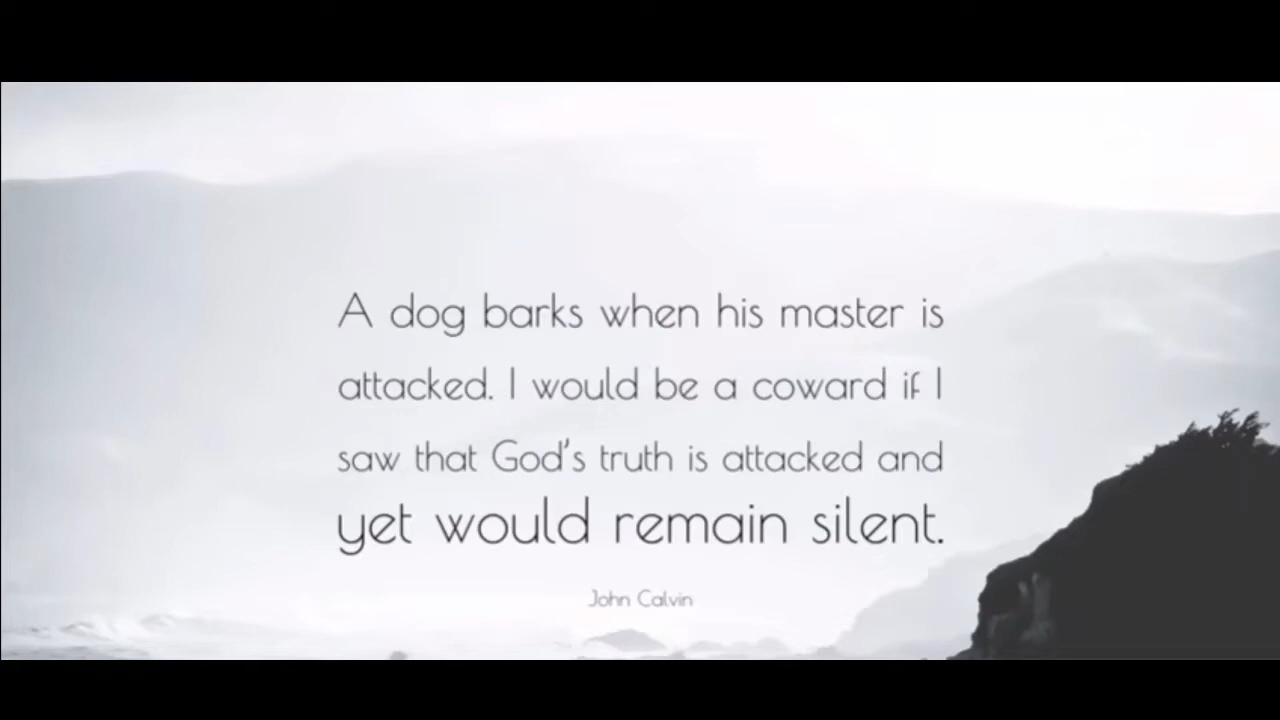 A dog barks when his master is
attacked. I would be a coward if I
saw that God's truth is attacked and
yet would remain silent.
John Calvin